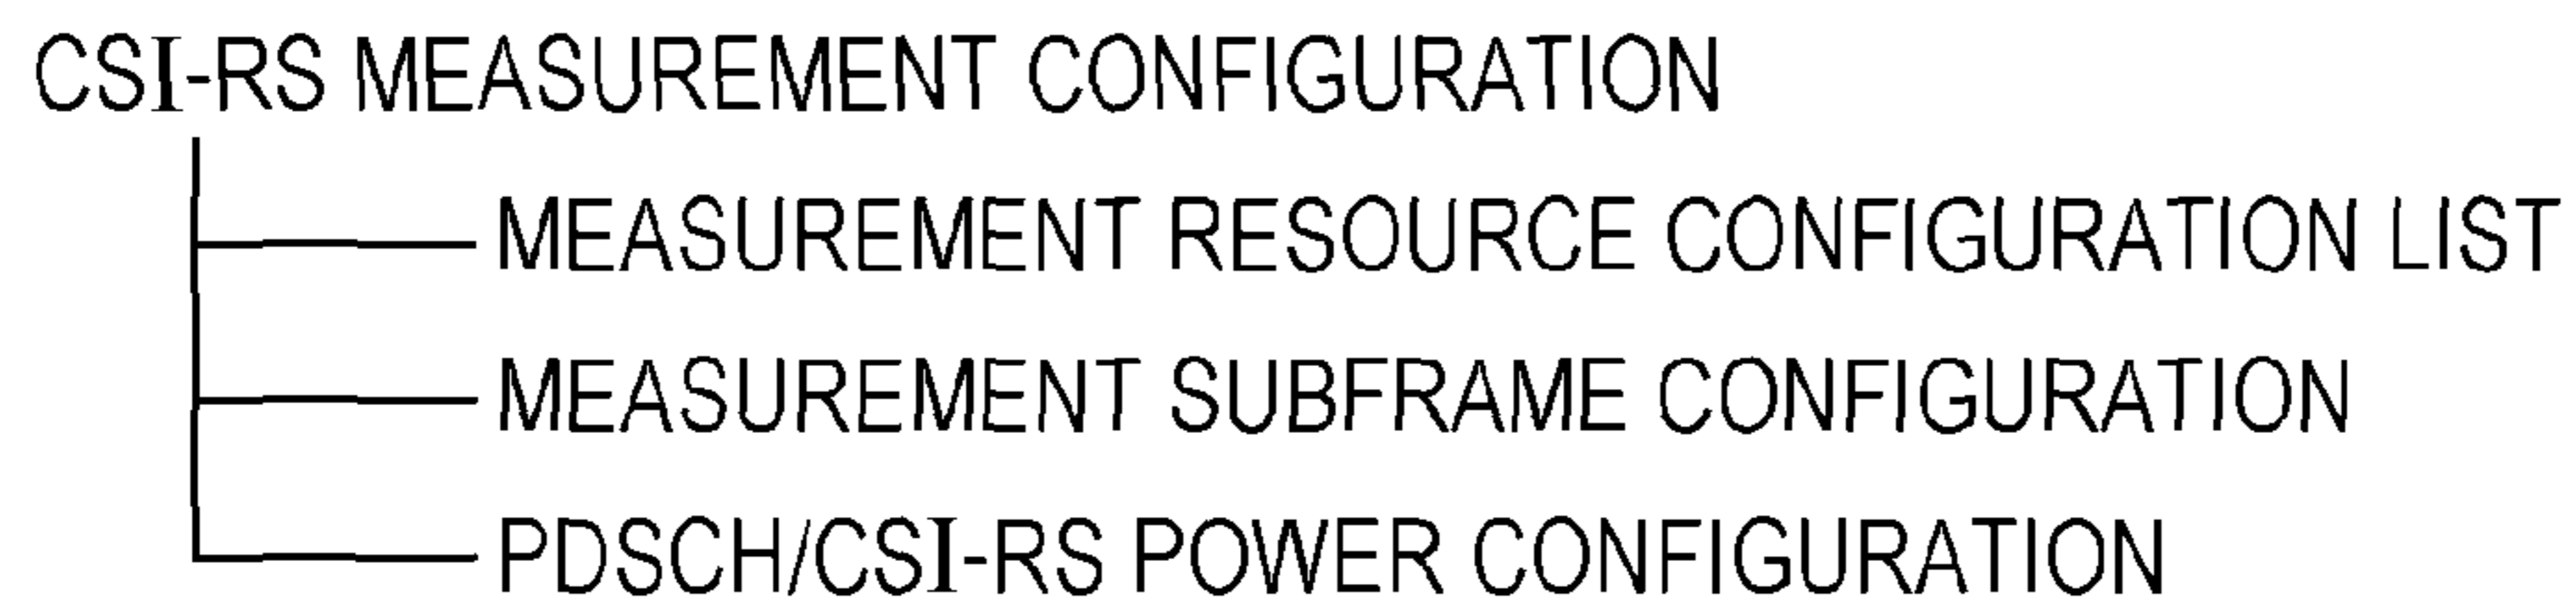 CSI-RS MEASUREMENT CONFIGURATION
MEASUREMENT RESOURCE CONFIGURATION LIST
MEASUREMENT SUBFRAME CONFIGURATION
PDSCH/CSI-RS POWER CONFIGURATION